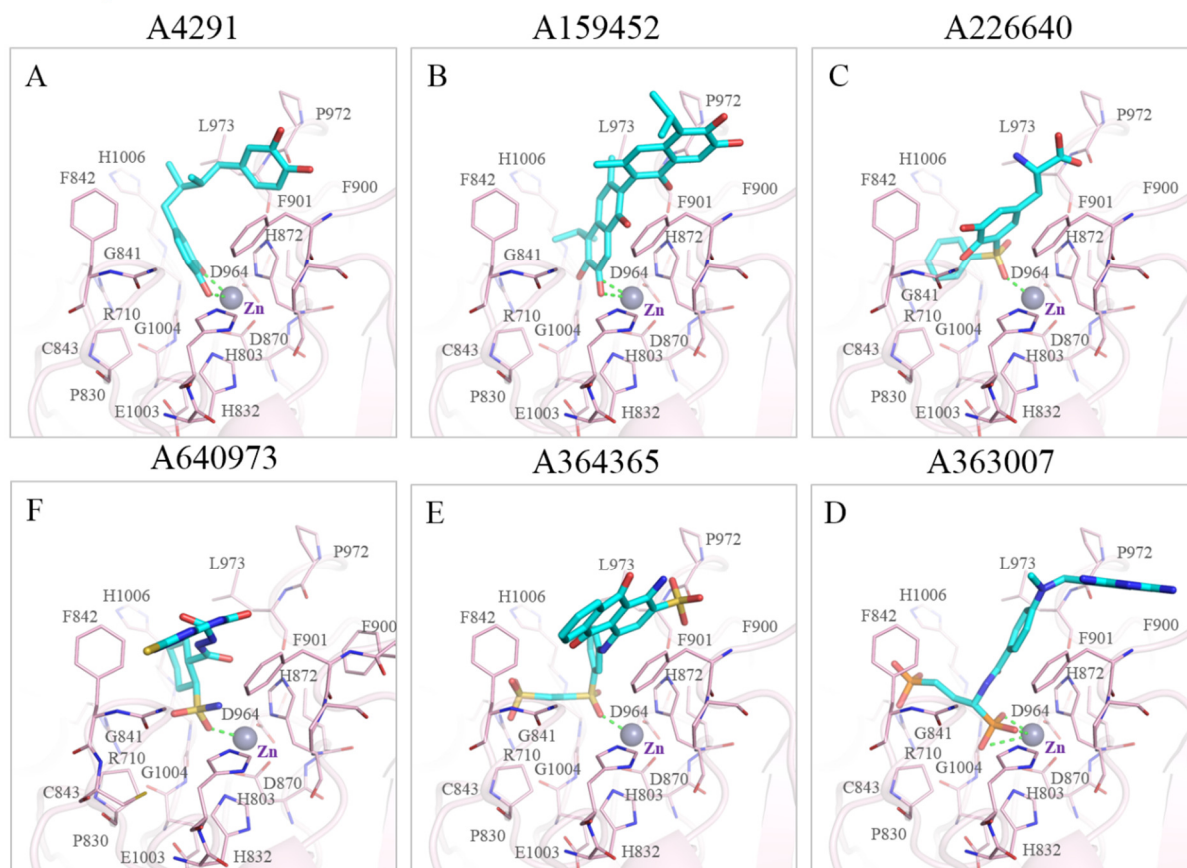 A4291
A159452
A226640
A
P972
L973
H1006
F842
F900
F901
H872
G841
D964
Zn
R710
G1004
D870
C843
H803
P830
E1003
H832
B
P972
L973
H1006
F842
F900
F901
H872
G841
D964
Zn
R710
G1004
D870
C843
H803
P830
E1003
H832
C
P972
L973
H1006
F842
F900
F901
H872
D964
G841
Zn
R710
G1004
D870
C843
H803
P830
E1003
H832
A640973
A364365
A363007
F
P972
L973
H1006
F842
F900
F901
H872
D964
G841
Zn
R710
G1004
D870
C843
H803
P830
E1003
H832
E
P972
L973
H1006
F842
F900
F901
H872
D964
G841
Zn
R710
G1004
D870
C843
H803
P830
E1003
H832
D
P972
L973
H1006
F842
F900
F901
H872
D964
G841
Zn
R710
G1004
D870
C843
H803
P830
E1003
H832